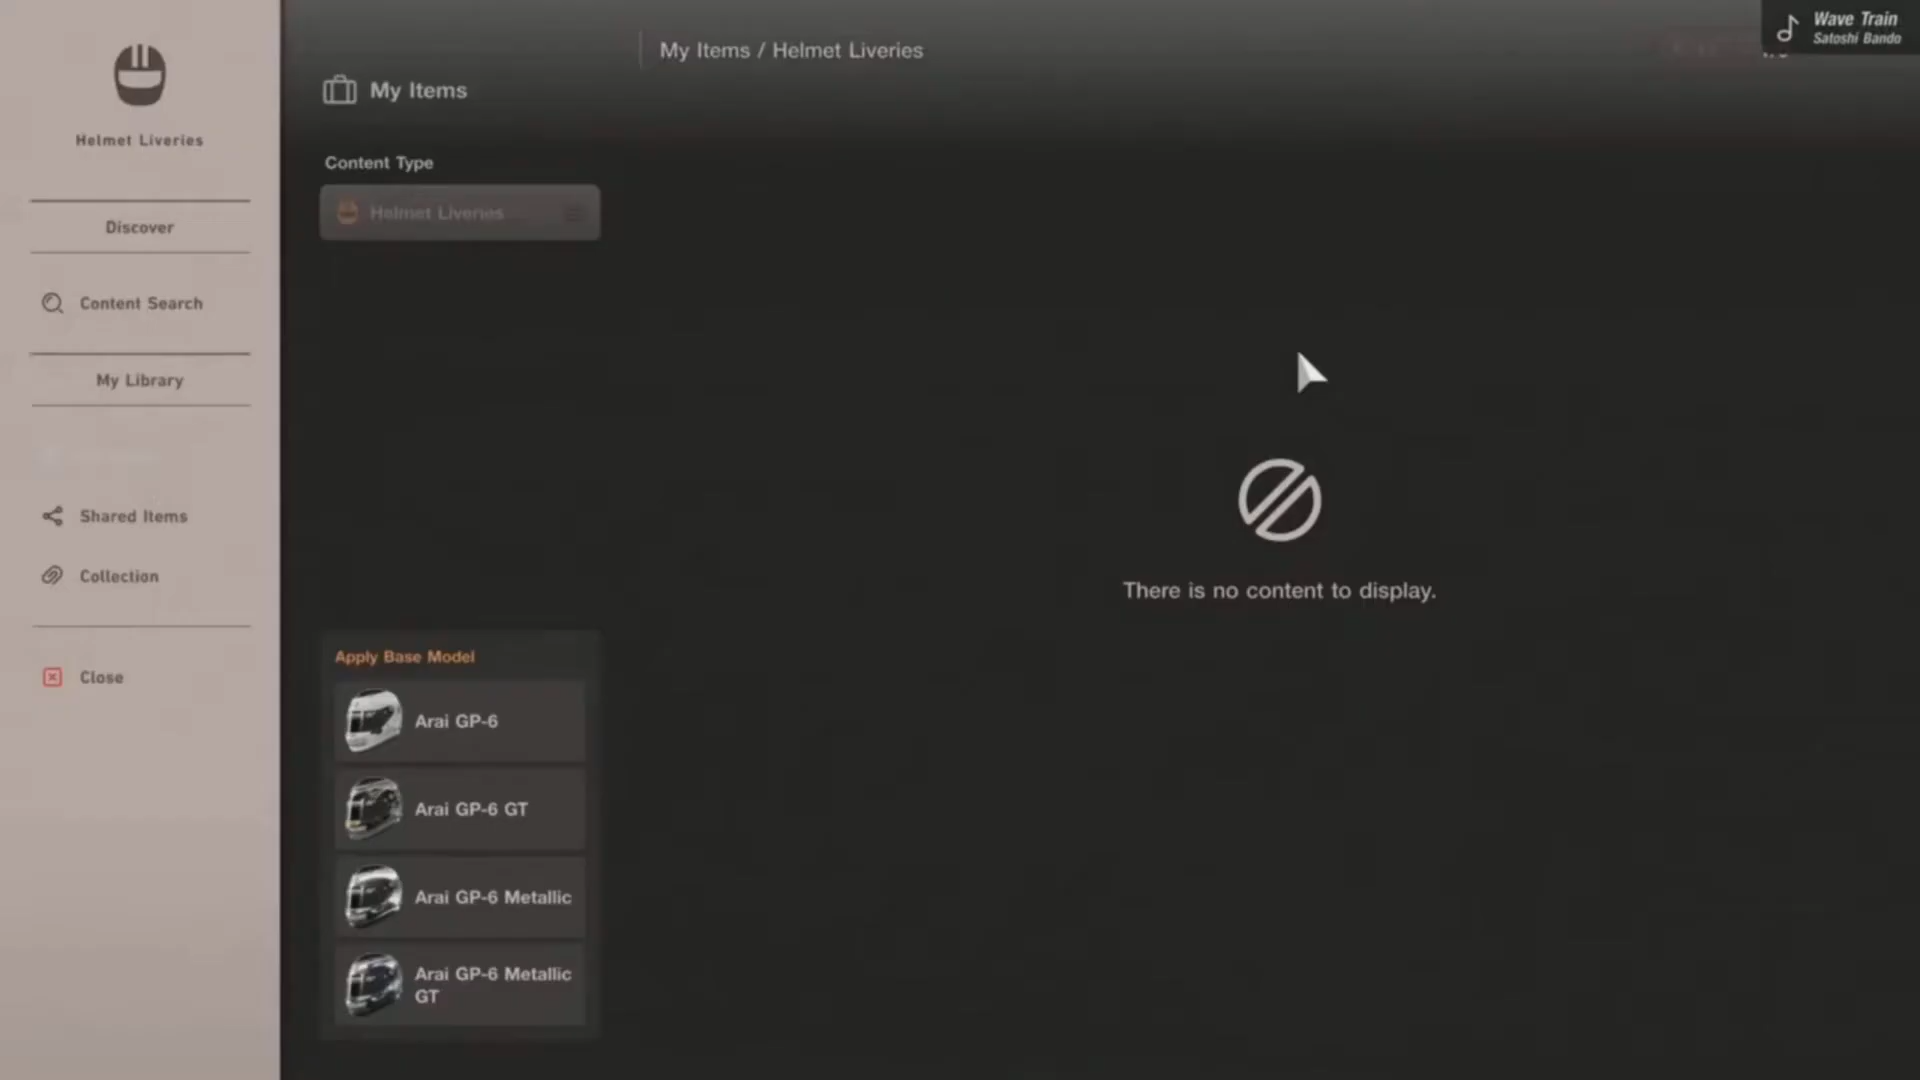 Helmet Liveries
Discover
Content Search
My Library
Shared Items
Collection
Close
My Items / Helmet Liveries
My Items
Content Type
Helmet Liveries
Wave Train
Satoshi Bando
There is no content to display.
Apply Base Model
Arai GP-6
Arai GP-6 GT
Arai GP-6 Metallic
Arai GP-6 Metallic
GT